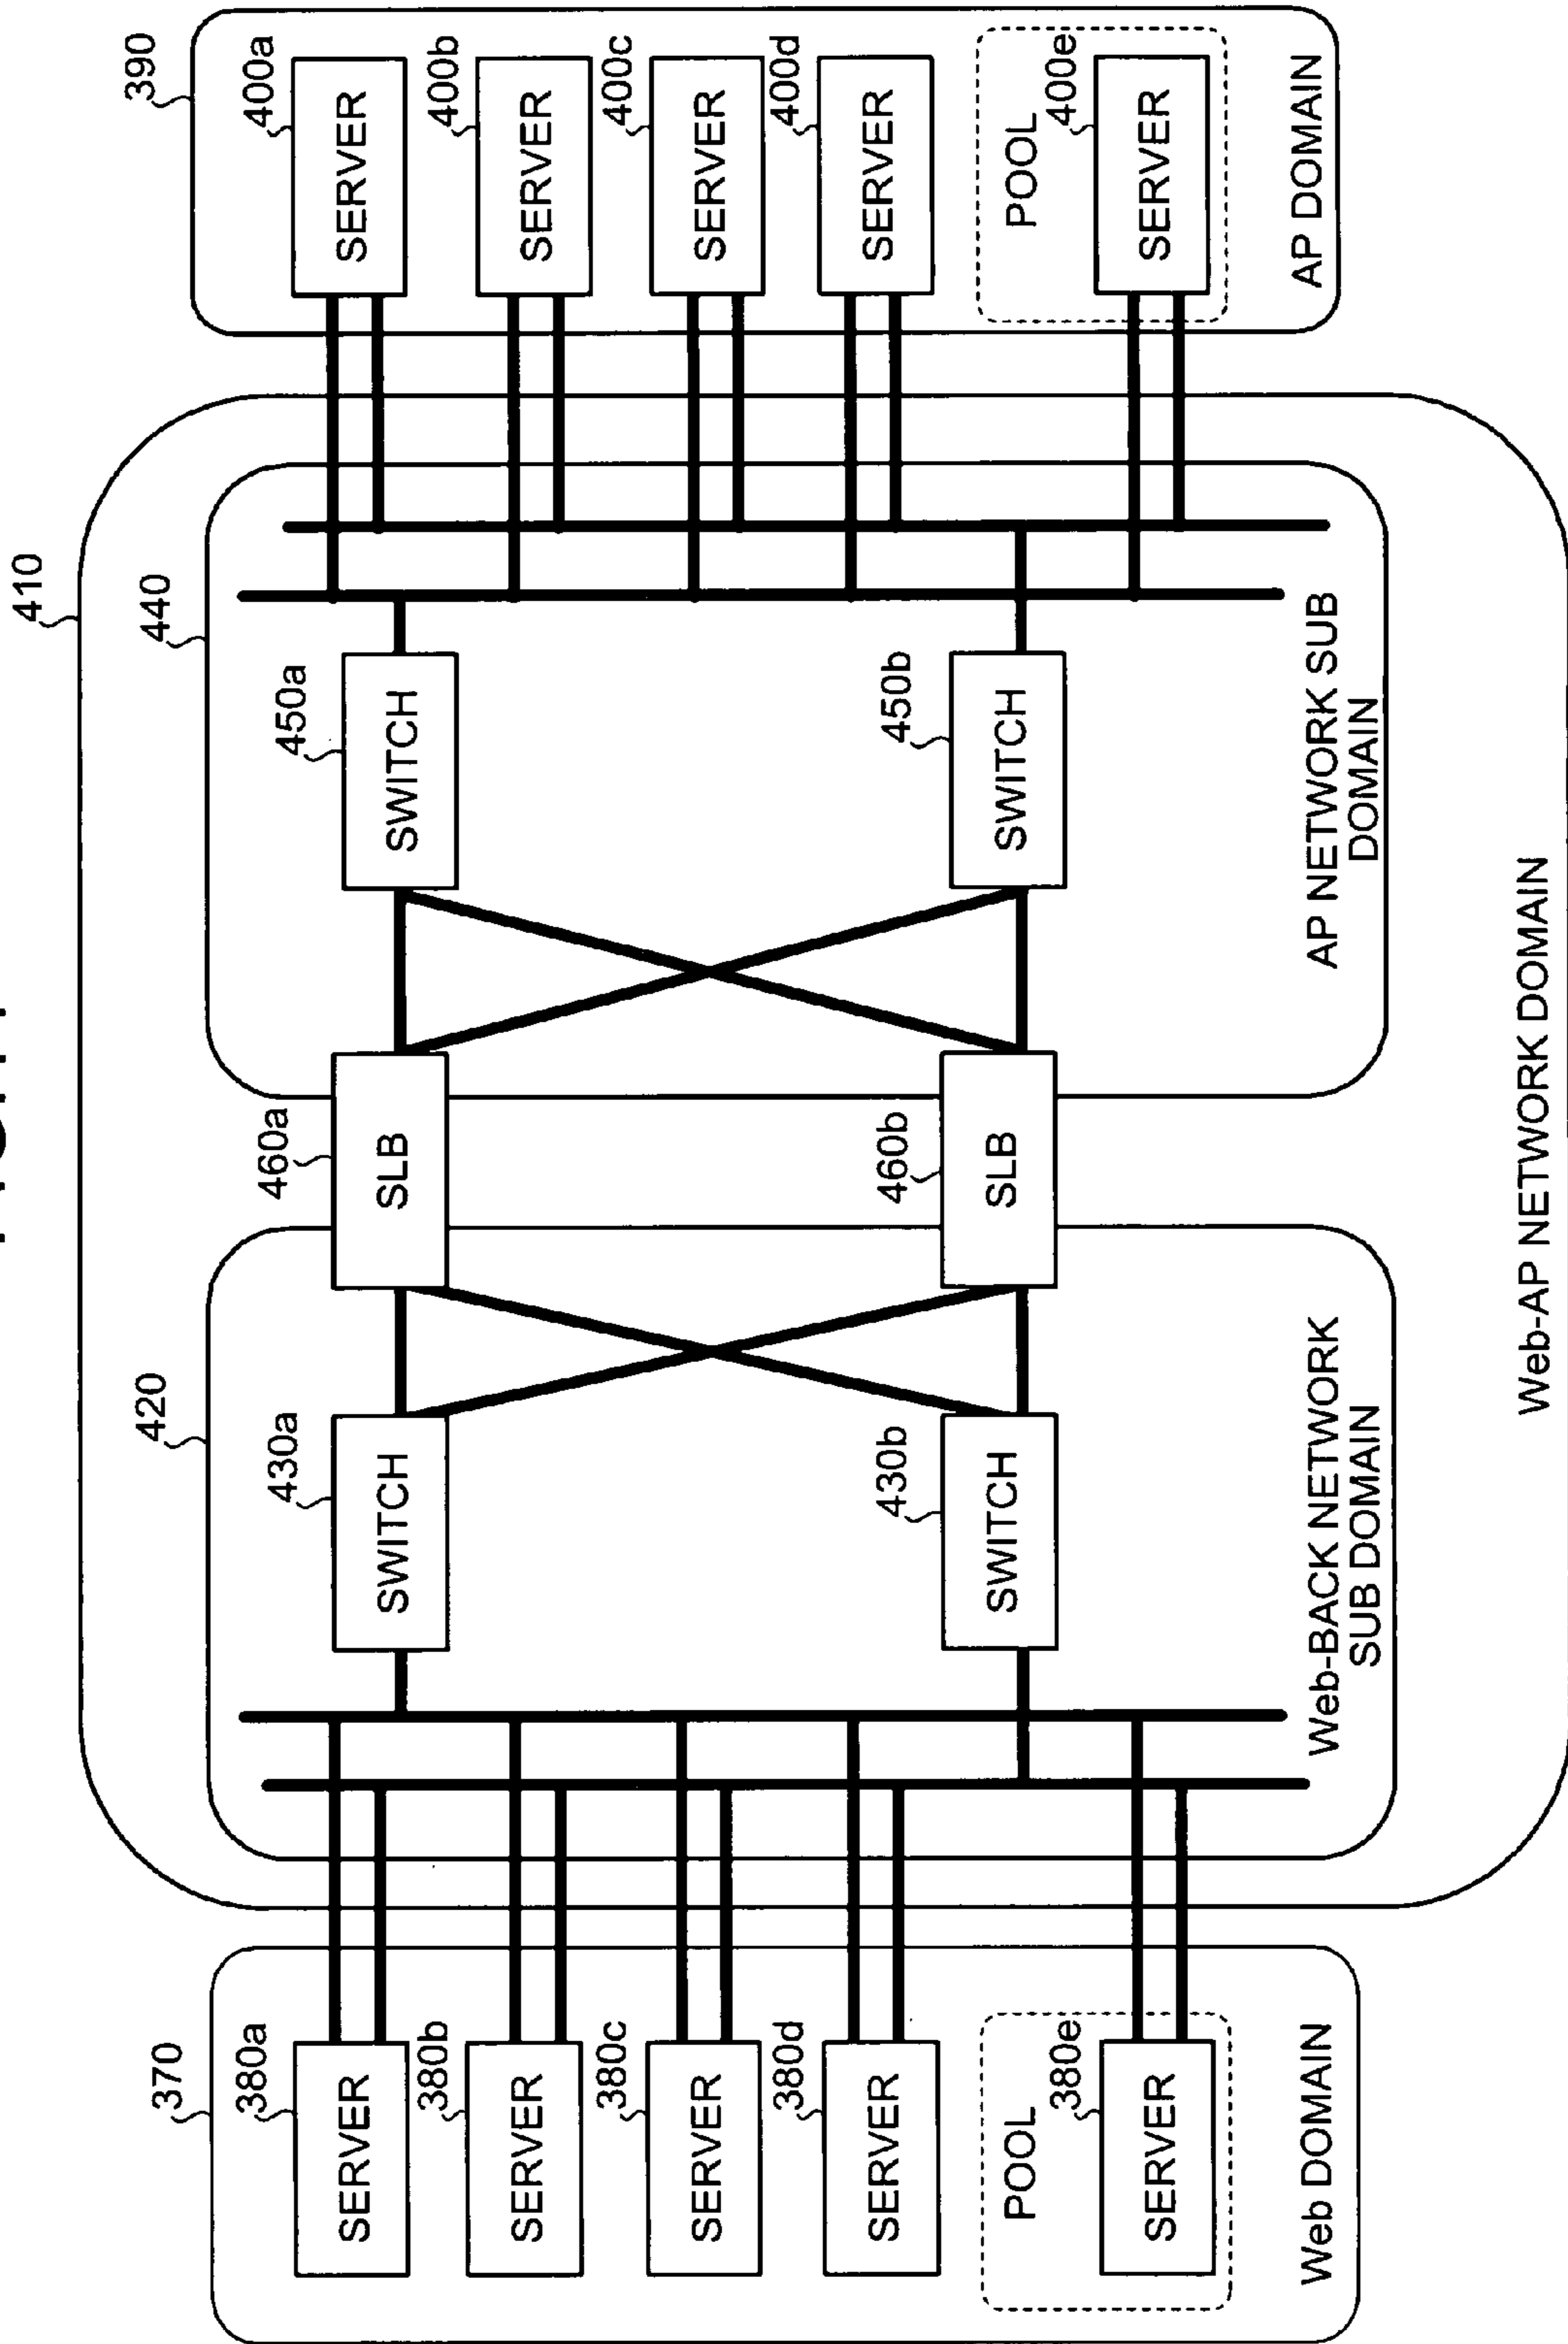 410
370
380a
SERVER
380b
SERVER
380c
SERVER
380d
SERVER
POOL
380e
SERVER
Web DOMAIN
420
430a
SWITCH
430b
SWITCH
Web-BACK NETWORK
SUB DOMAIN
460a
SLB
460b
SLB
440
450a
SWITCH
450b
SWITCH
AP NETWORK SUB
DOMAIN
Web-AP NETWORK DOMAIN
390
400a
SERVER
400b
SERVER
400c
SERVER
400d
SERVER
POOL
400e
SERVER
AP DOMAIN